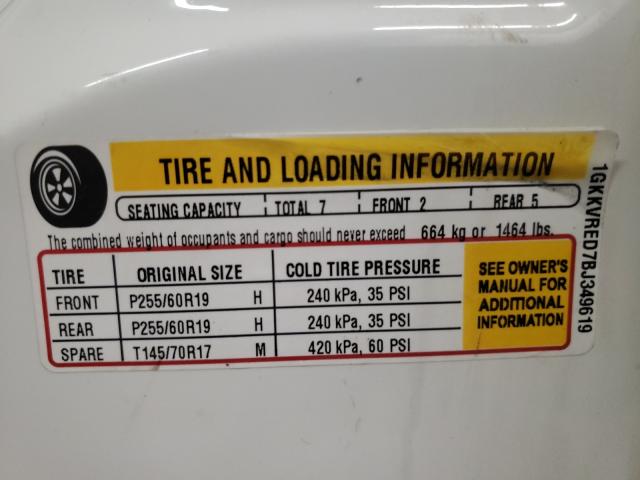 TIRE AND LOADING INFORMATION
SEATING CAPACITY TOTAL 7 FRONT 2 REAR 5
The combined weight of occupants and cargo should never exceed 664 kg or 1464 lbs.
TIRE ORIGINAL SIZE COLD TIRE PRESSURE
FRONT P255/60R19 H 240 kPa, 35 PSI
REAR P255/60R19 H 240 kPa, 35 PSI
SPARE T145/70R17 M 420 kPa, 60 PSI
SEE OWNER'S
MANUAL FOR
ADDITIONAL
INFORMATION
1GKKVRED7BJ349619